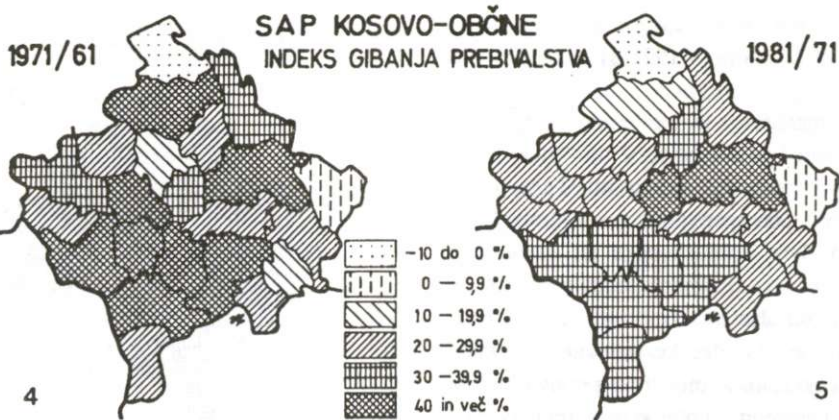 SAP KOSOVO-OBČINE
1971/61 INDEKS GIBANJA PREBIVALSTVA 1981/71
-10 do 0 %
0 — 9,9 %
10 —19,9 %
20 —29,9 %
30 —39,9 %
40 in več %
4
5